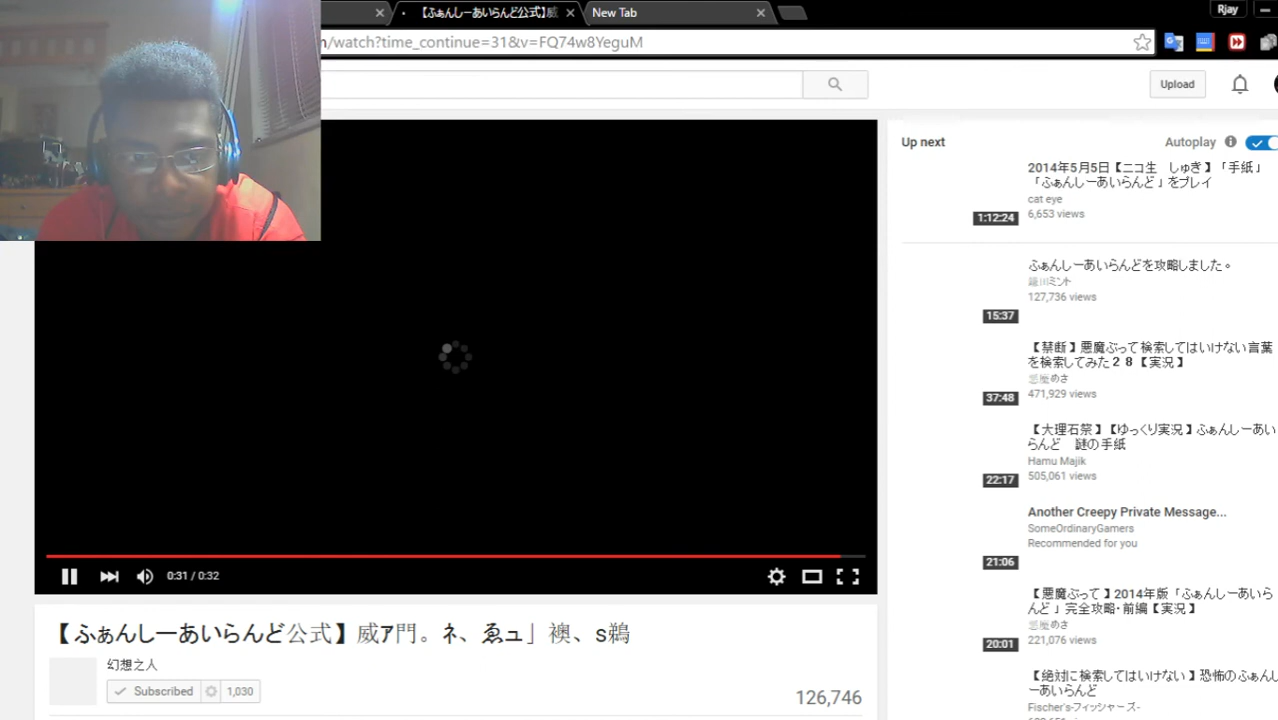 【ふぁんしーあいらんど公式】威
New Tab
Rjay
/watch?time_continue=31&v=FQ74w8YeguM
Upload
Up next
Autoplay
2014年5月5日【ニコ生 しゅき】「手紙」
「ふぁんしーあいらんど」をプレイ
cat eye
1:12:24
6,653 views
ふぁんしーあいらんどを攻略しました。
ミント
127,736 views
15:37
【禁断】悪魔ぶって検索してはいけない言葉
を検索してみた２８【実況】
悪魔めさ
471,929 views
37:48
【大理石禁】【ゆっくり実況】ふぁんしーあい
らんど 謎の手紙
Hamu Majik
505,061 views
22:17
Another Creepy Private Message...
SomeOrdinaryGamers
Recommended for you
21:06
【悪魔ぶって】2014年版「ふぁんしーあいら
んど」完全攻略・前編【実況】
悪魔めさ
221,076 views
20:01
【絶対に検索してはいけない】恐怖のふぁんし
ーあいらんど
Fischer's-フィッシャーズ-
0:31 / 0:32
【ふぁんしーあいらんど公式】威ｱ門。ネ、ゑュ」襖、s鵜
幻想之人
Subscribed
1,030
126,746